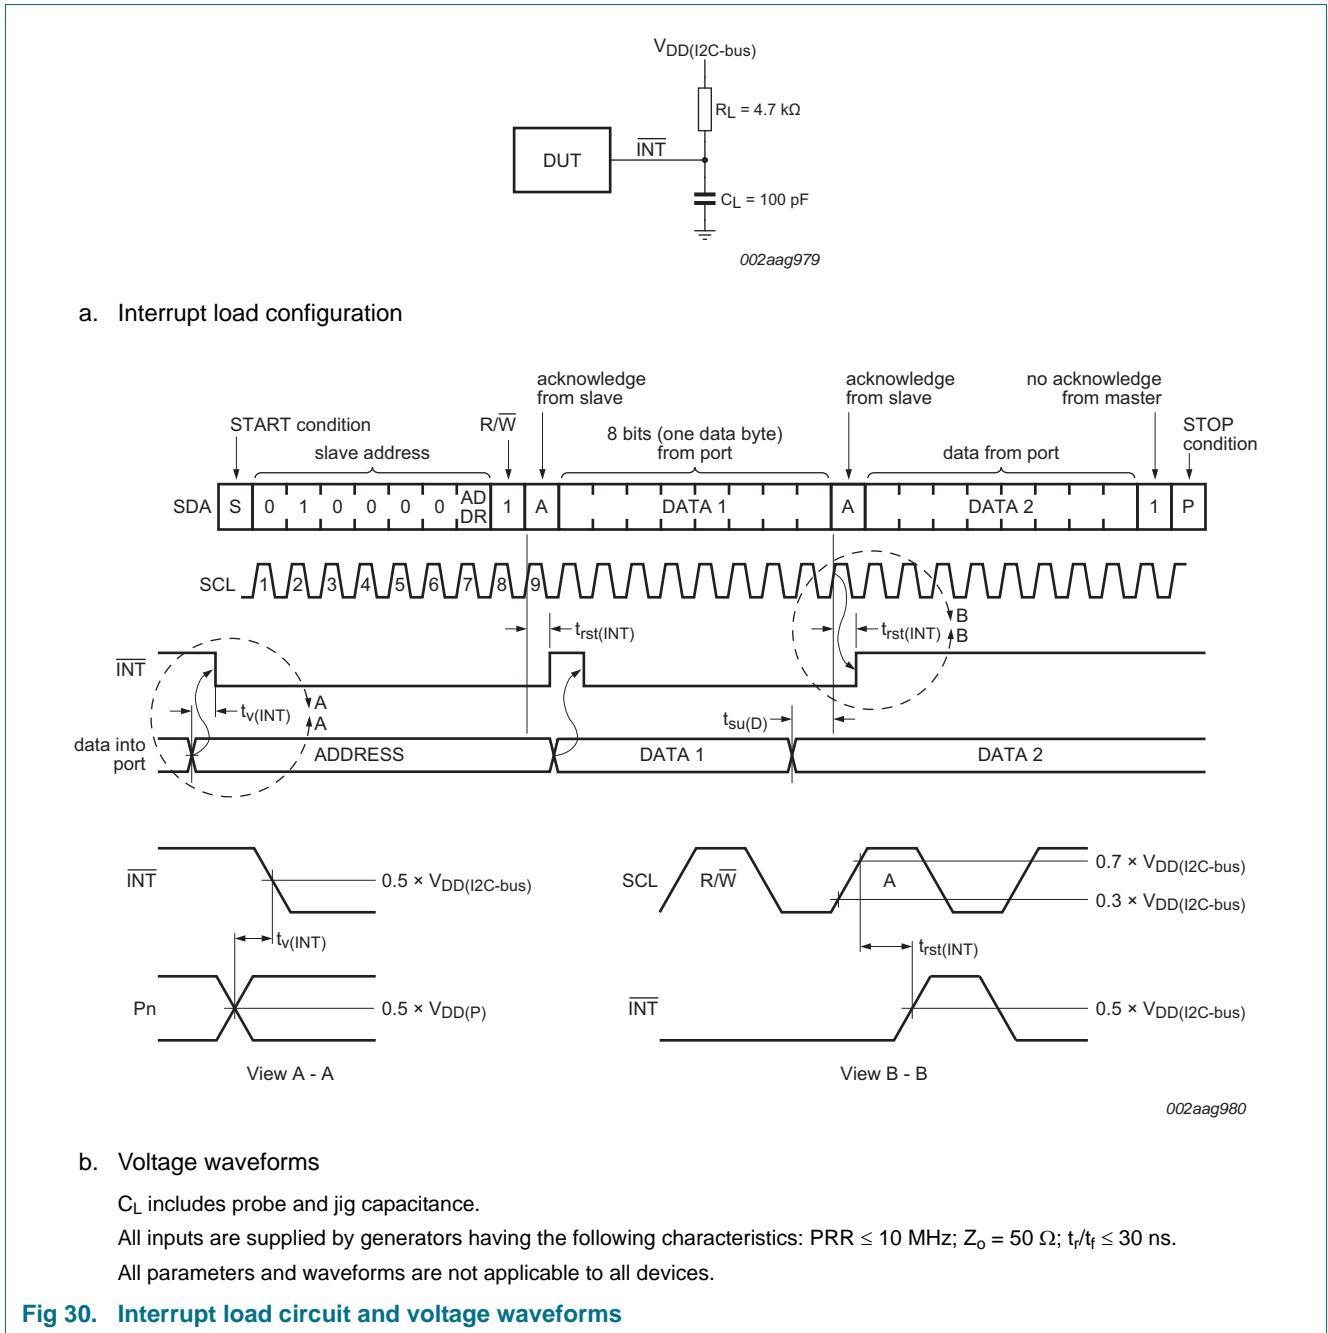 VDD(I2C-bus)
RL = 4.7 kΩ
DUT
INT
CL = 100 pF
002aag979
a. Interrupt load configuration
acknowledge
from slave
acknowledge
from slave
no acknowledge
from master
START condition
R/W
8 bits (one data byte)
from port
STOP
condition
slave address
data from port
SDA S 0 1 0 0 0 0 AD DR 1 A DATA 1 A DATA 2 1 P
SCL 1 2 3 4 5 6 7 8 9
B
B
trst(INT)
trst(INT)
INT
tv(INT)
A
A
tsu(D)
data into
port
ADDRESS
DATA 1
DATA 2
INT
0.5 × VDD(I2C-bus)
tv(INT)
Pn
0.5 × VDD(P)
View A - A
SCL
R/W
A
0.7 × VDD(I2C-bus)
0.3 × VDD(I2C-bus)
trst(INT)
INT
0.5 × VDD(I2C-bus)
View B - B
002aag980
b. Voltage waveforms
CL includes probe and jig capacitance.
All inputs are supplied by generators having the following characteristics: PRR ≤ 10 MHz; Zo = 50 Ω; tr/tf ≤ 30 ns.
All parameters and waveforms are not applicable to all devices.
Fig 30. Interrupt load circuit and voltage waveforms